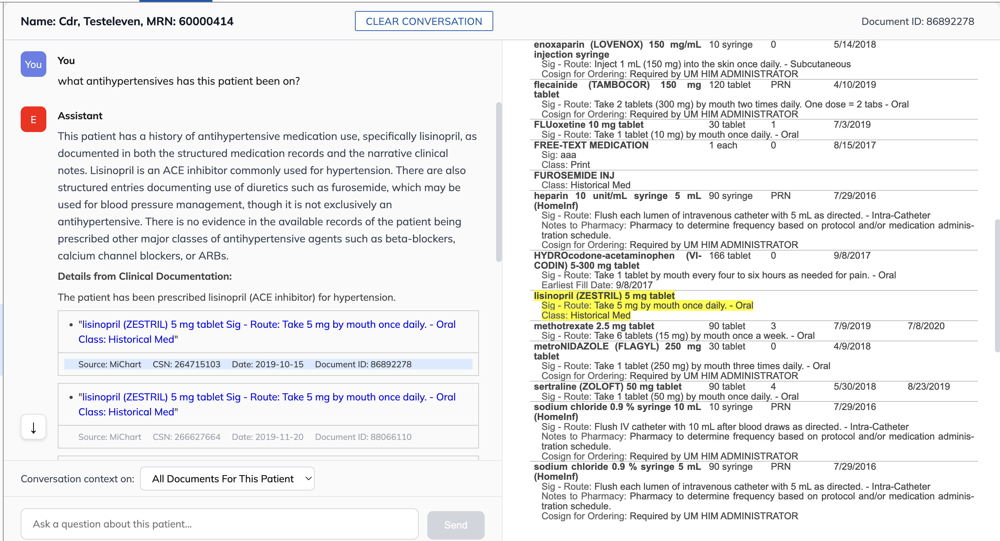 Name: Cdr, Testeleven, MRN: 60000414
CLEAR CONVERSATION
Document ID: 86892278
You
You
what antihypertensives has this patient been on?
E
Assistant
This patient has a history of antihypertensive medication use, specifically lisinopril, as
documented in both the structured medication records and the narrative clinical
notes. Lisinopril is an ACE inhibitor commonly used for hypertension. There are also
structured entries documenting use of diuretics such as furosemide, which may be
used for blood pressure management, though it is not exclusively an
antihypertensive. There is no evidence in the available records of the patient being
prescribed other major classes of antihypertensive agents such as beta-blockers,
calcium channel blockers, or ARBs.
Details from Clinical Documentation:
The patient has been prescribed lisinopril (ACE inhibitor) for hypertension.
• "lisinopril (ZESTRIL) 5 mg tablet Sig - Route: Take 5 mg by mouth once daily. - Oral
Class: Historical Med"
Source: MiChart CSN: 264715103 Date: 2019-10-15 Document ID: 86892278
• "lisinopril (ZESTRIL) 5 mg tablet Sig - Route: Take 5 mg by mouth once daily. - Oral
Class: Historical Med"
Source: MiChart CSN: 266627664 Date: 2019-11-20 Document ID: 88066110
Conversation context on: All Documents For This Patient
Ask a question about this patient...
Send
enoxaparin (LOVENOX) 150 mg/mL 10 syringe 0 5/14/2018
injection syringe
Sig - Route: Inject 1 mL (150 mg) into the skin once daily. - Subcutaneous
Cosign for Ordering: Required by UM HIM ADMINISTRATOR
flecainide (TAMBOCOR) 150 mg 120 tablet PRN 4/10/2019
tablet
Sig - Route: Take 2 tablets (300 mg) by mouth two times daily. One dose = 2 tabs - Oral
Cosign for Ordering: Required by UM HIM ADMINISTRATOR
FLUoxetine 10 mg tablet 30 tablet 1 7/3/2019
Sig - Route: Take 1 tablet (10 mg) by mouth once daily. - Oral
FREE-TEXT MEDICATION 1 each 0 8/15/2017
Sig: aaa
Class: Print
FUROSEMIDE INJ
Class: Historical Med
heparin 10 unit/mL syringe 5 mL 90 syringe PRN 7/29/2016
(HomeInf)
Sig - Route: Flush each lumen of intravenous catheter with 5 mL as directed. - Intra-Catheter
Notes to Pharmacy: Pharmacy to determine frequency based on protocol and/or medication adminis-
tration schedule.
Cosign for Ordering: Required by UM HIM ADMINISTRATOR
HYDROcodone-acetaminophen (VI- 166 tablet 0 9/8/2017
CODIN) 5-300 mg tablet
Sig - Route: Take 1 tablet by mouth every four to six hours as needed for pain. - Oral
Earliest Fill Date: 9/8/2017
lisinopril (ZESTRIL) 5 mg tablet
Sig - Route: Take 5 mg by mouth once daily. - Oral
Class: Historical Med
methotrexate 2.5 mg tablet 90 tablet 3 7/9/2019 7/8/2020
Sig - Route: Take 6 tablets (15 mg) by mouth once a week. - Oral
metroNIDAZOLE (FLAGYL) 250 mg 30 tablet 0 4/9/2018
tablet
Sig - Route: Take 1 tablet (250 mg) by mouth three times daily. - Oral
Cosign for Ordering: Required by UM HIM ADMINISTRATOR
sertraline (ZOLOFT) 50 mg tablet 90 tablet 4 5/30/2018 8/23/2019
Sig - Route: Take 1 tablet (50 mg) by mouth once daily. - Oral
sodium chloride 0.9 % syringe 10 mL 10 syringe PRN 7/29/2016
(HomeInf)
Sig - Route: Flush IV catheter with 10 mL after blood draws as directed. - Intra-Catheter
Notes to Pharmacy: Pharmacy to determine frequency based on protocol and/or medication adminis-
tration schedule.
Cosign for Ordering: Required by UM HIM ADMINISTRATOR
sodium chloride 0.9 % syringe 5 mL 90 syringe PRN 7/29/2016
(HomeInf)
Sig - Route: Flush each lumen of intravenous catheter with 5 mL as directed. - Intra-Catheter
Notes to Pharmacy: Pharmacy to determine frequency based on protocol and/or medication adminis-
tration schedule.
Cosign for Ordering: Required by UM HIM ADMINISTRATOR